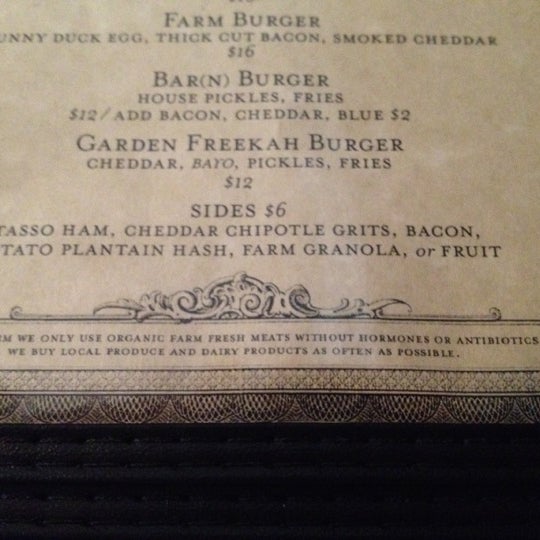 FARM BURGER
DUCK EGG, THICK CUT BACON, SMOKED CHEDDAR
$16
BAR(N) BURGER
HOUSE PICKLES, FRIES
$12/ADD BACON, CHEDDAR, BLUE $2
GARDEN FREEKAH BURGER
CHEDDAR, BAYO, PICKLES, FRIES
$12
SIDES $6
TASSO HAM, CHEDDAR CHIPOTLE GRITS, BACON,
PLANTAIN HASH, FARM GRANOLA, or FRUIT
WE ONLY USE ORGANIC FARM FRESH MEATS WITHOUT HORMONES OR ANTIBIOTICS
WE BUY LOCAL PRODUCE AND DAIRY PRODUCTS AS OFTEN AS POSSIBLE.